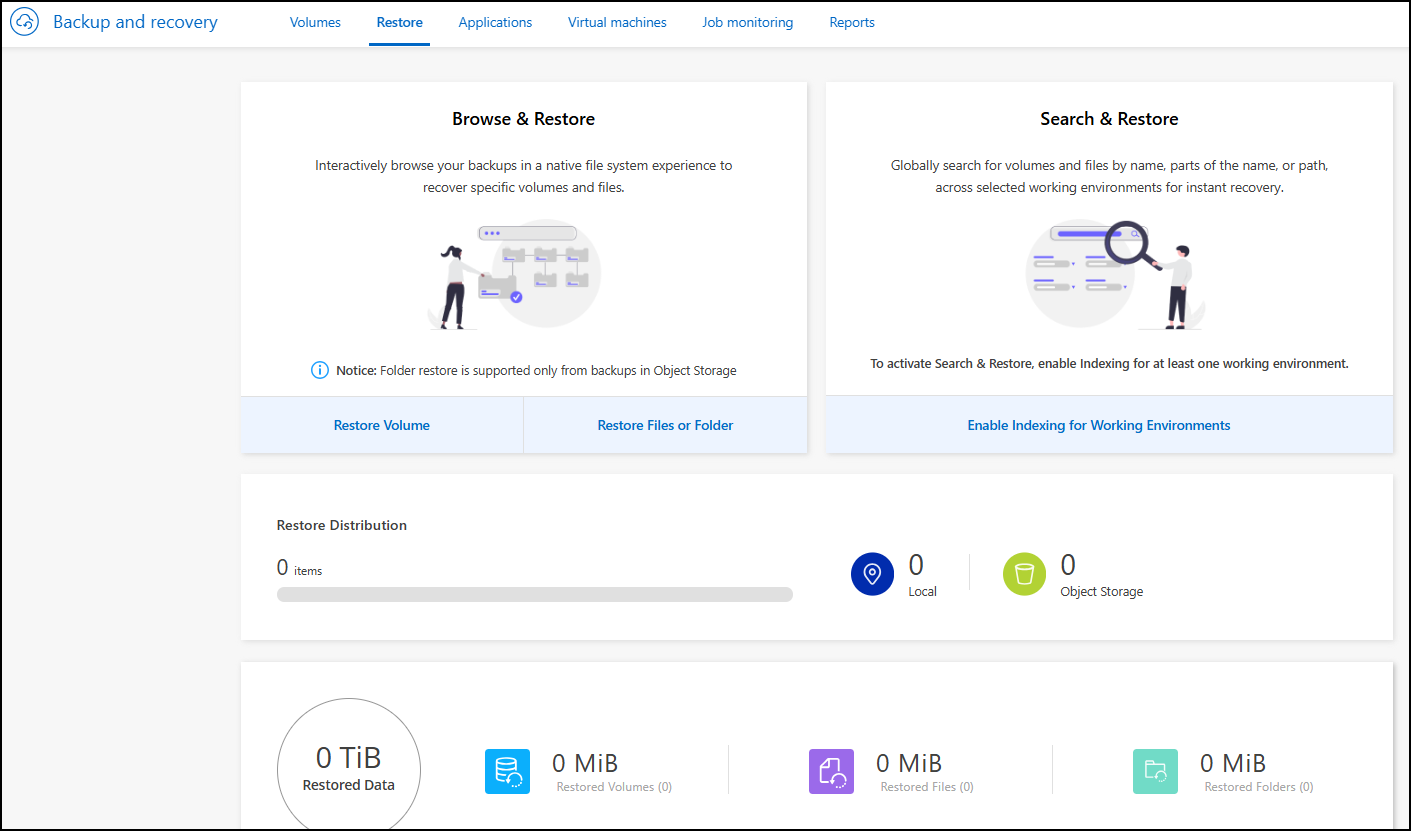 Backup and recovery
Volumes
Restore
Applications
Virtual machines
Job monitoring
Reports
Browse & Restore
Interactively browse your backups in a native file system experience to
recover specific volumes and files.
Notice: Folder restore is supported only from backups in Object Storage
Restore Volume
Restore Files or Folder
Search & Restore
Globally search for volumes and files by name, parts of the name, or path,
across selected working environments for instant recovery.
To activate Search & Restore, enable Indexing for at least one working environment.
Enable Indexing for Working Environments
Restore Distribution
0 items
0
Local
0
Object Storage
0 TiB
Restored Data
0 MiB
Restored Volumes (0)
0 MiB
Restored Files (0)
0 MiB
Restored Folders (0)